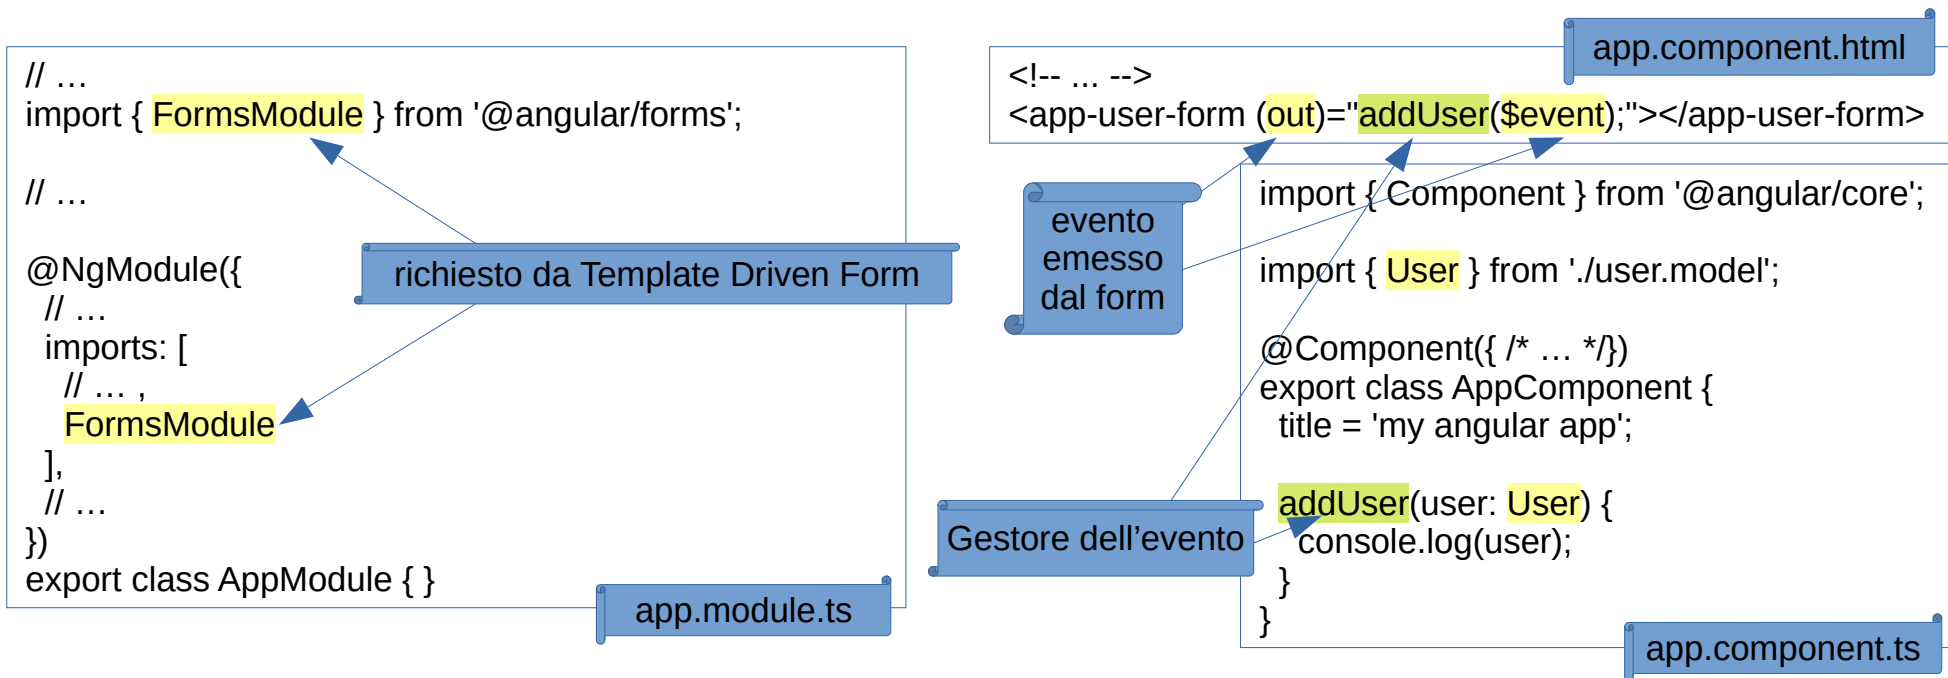 // …
import { FormsModule } from '@angular/forms';
// …
@NgModule({
// …
imports: [
// … ,
FormsModule
],
// …
})
export class AppModule { }
richiesto da Template Driven Form
app.module.ts
app.component.html
<!-- ... -->
<app-user-form (out)="addUser($event);"></app-user-form>
evento
emesso
dal form
Gestore dell’evento
import { Component } from '@angular/core';
import { User } from './user.model';
@Component({ /* … */})
export class AppComponent {
title = 'my angular app';
addUser(user: User) {
console.log(user);
}
}
app.component.ts